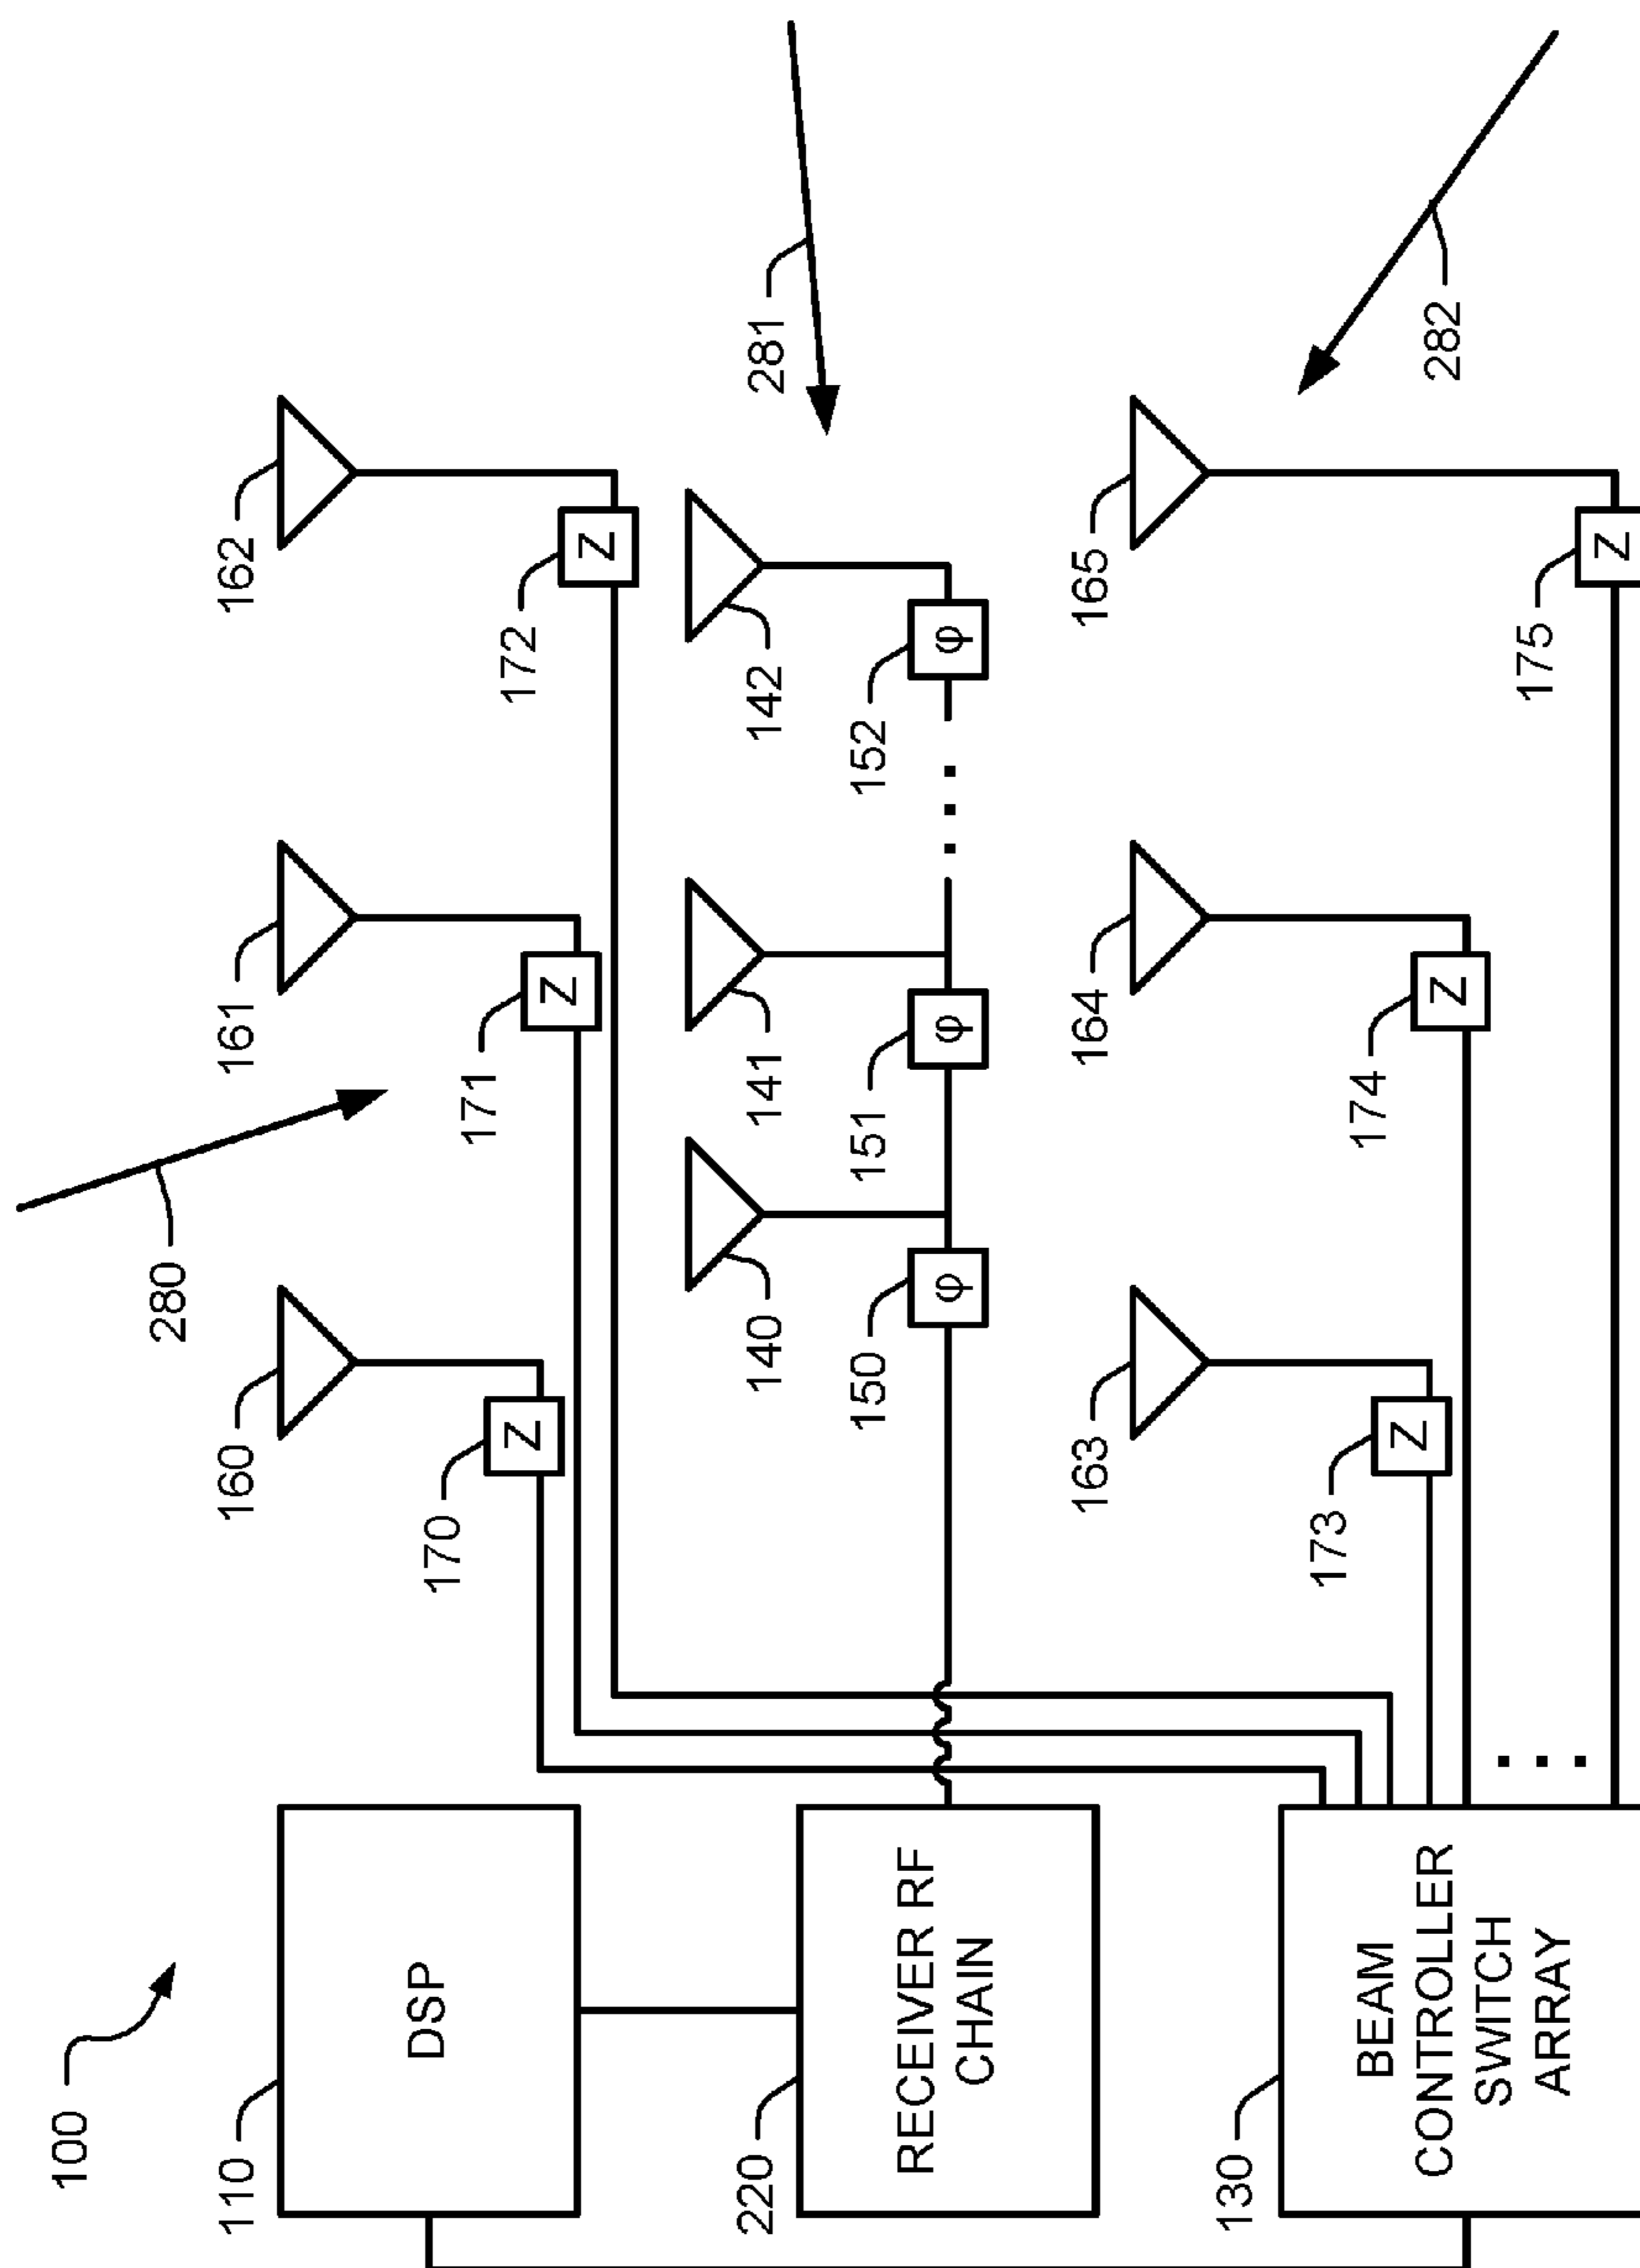 100
110
DSP
220
RECEIVER RF
CHAIN
130
BEAM
CONTROLLER
SWITCH
ARRAY
160
170
Z
161
171
Z
162
172
Z
280
140
150
φ
141
151
φ
142
152
φ
281
163
173
Z
164
174
Z
165
175
Z
282